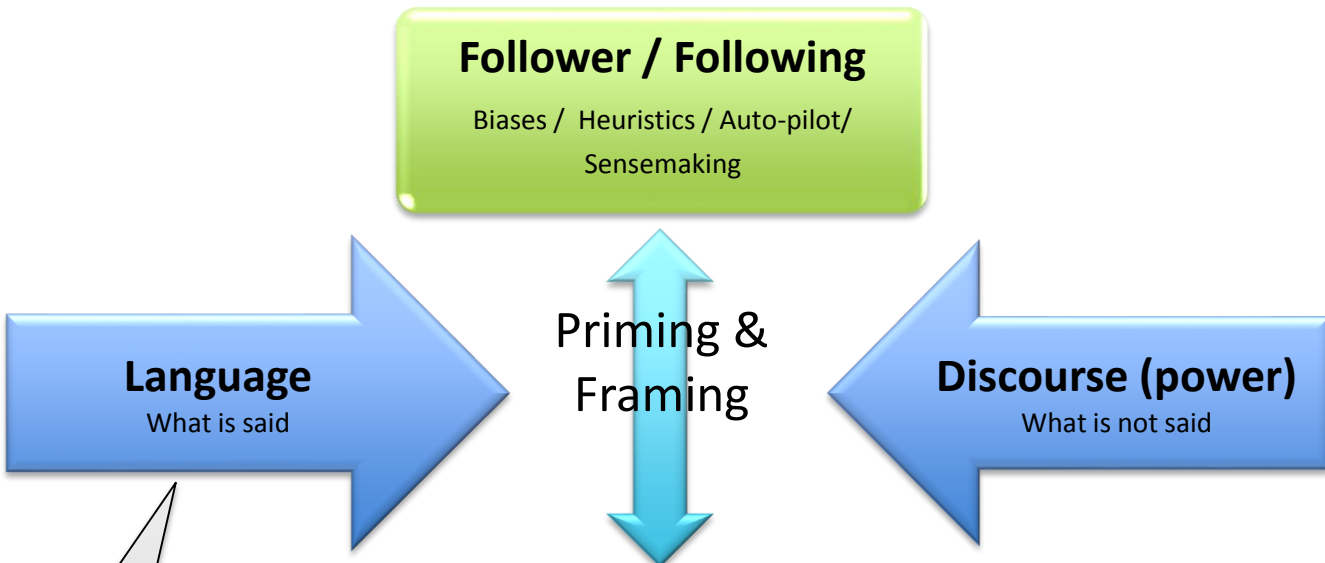 Follower / Following
Biases / Heuristics / Auto-pilot/
Sensemaking
Priming &
Framing
Language
What is said
Discourse (power)
What is not said